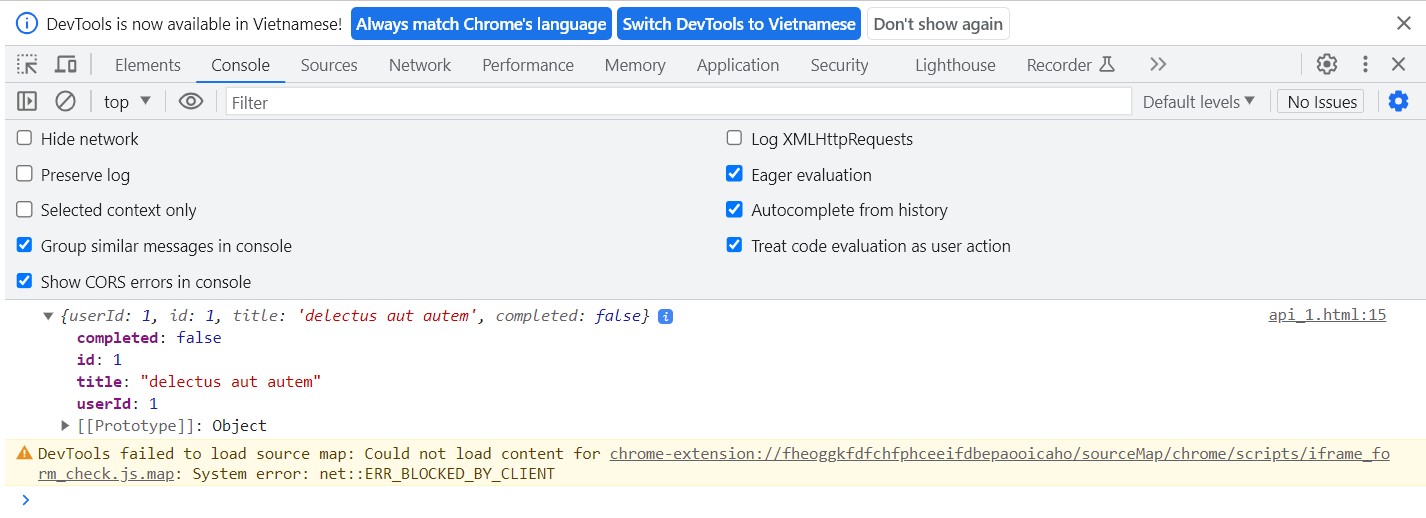 DevTools is now available in Vietnamese! Always match Chrome's language Switch DevTools to Vietnamese Don't show again
Elements Console Sources Network Performance Memory Application Security Lighthouse Recorder
top Filter Default levels No Issues
Hide network Log XMLHttpRequests
Preserve log Eager evaluation
Selected context only Autocomplete from history
Group similar messages in console Treat code evaluation as user action
Show CORS errors in console
{userId: 1, id: 1, title: 'delectus aut autem', completed: false} api_1.html:15
completed: false
id: 1
title: "delectus aut autem"
userId: 1
[[Prototype]]: Object
DevTools failed to load source map: Could not load content for chrome-extension://fheoggkfdfchfphceeifdbepaooicaho/sourceMap/chrome/scripts/iframe_fo
rm_check.js.map: System error: net::ERR_BLOCKED_BY_CLIENT